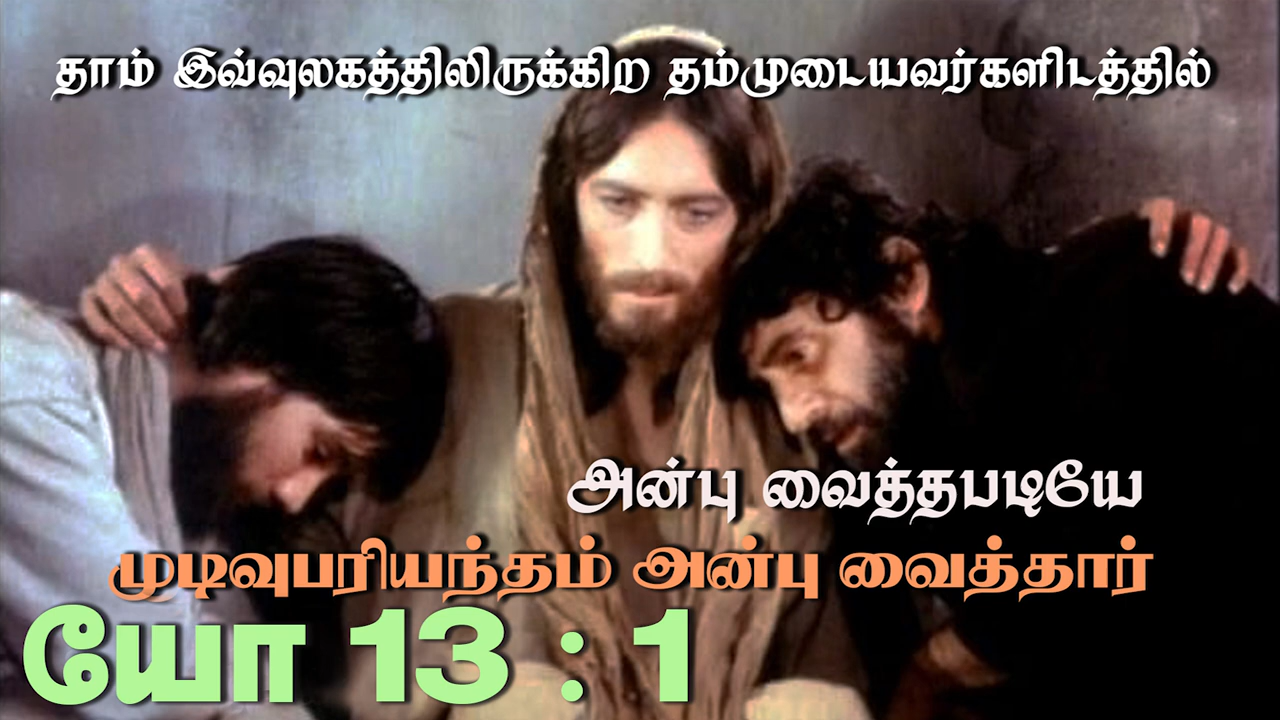 தாம் இவ்வுலகத்திலிருக்கிற தம்முடையவர்களிடத்தில்
அன்பு வைத்தபடியே
முடிவுபரியந்தம் அன்பு வைத்தார்
யோ 13 : 1